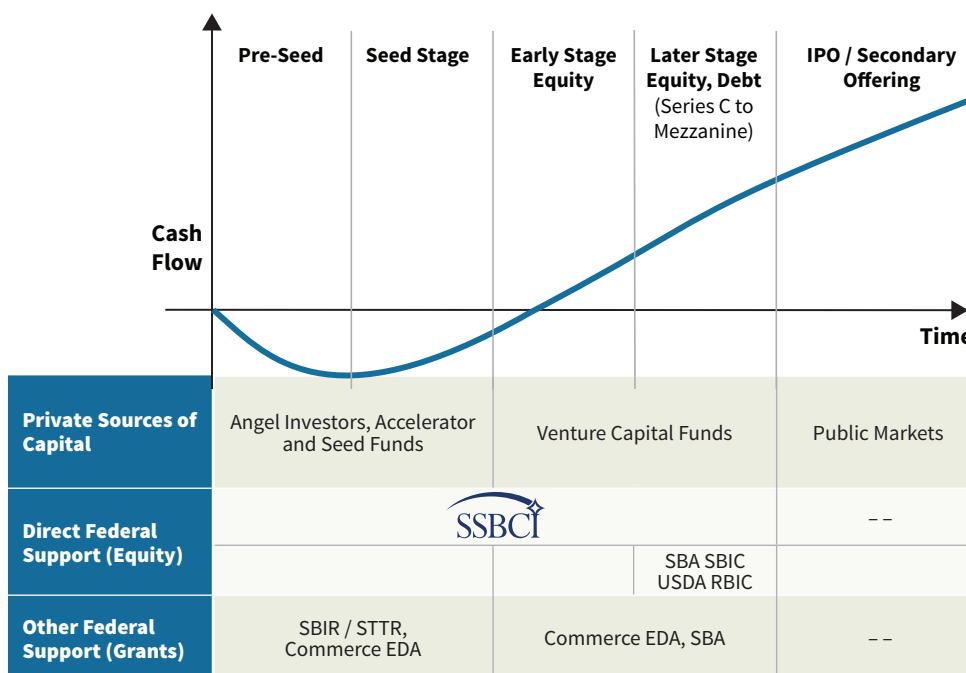 Pre-Seed
Seed Stage
Early Stage
Equity
Later Stage
Equity, Debt
(Series C to
Mezzanine)
IPO / Secondary
Offering
Cash
Flow
Time
Private Sources of
Capital
Angel Investors, Accelerator
and Seed Funds
Venture Capital Funds
Public Markets
Direct Federal
Support (Equity)
SSBCI
– –
SBA SBIC
USDA RBIC
Other Federal
Support (Grants)
SBIR / STTR,
Commerce EDA
Commerce EDA, SBA
– –